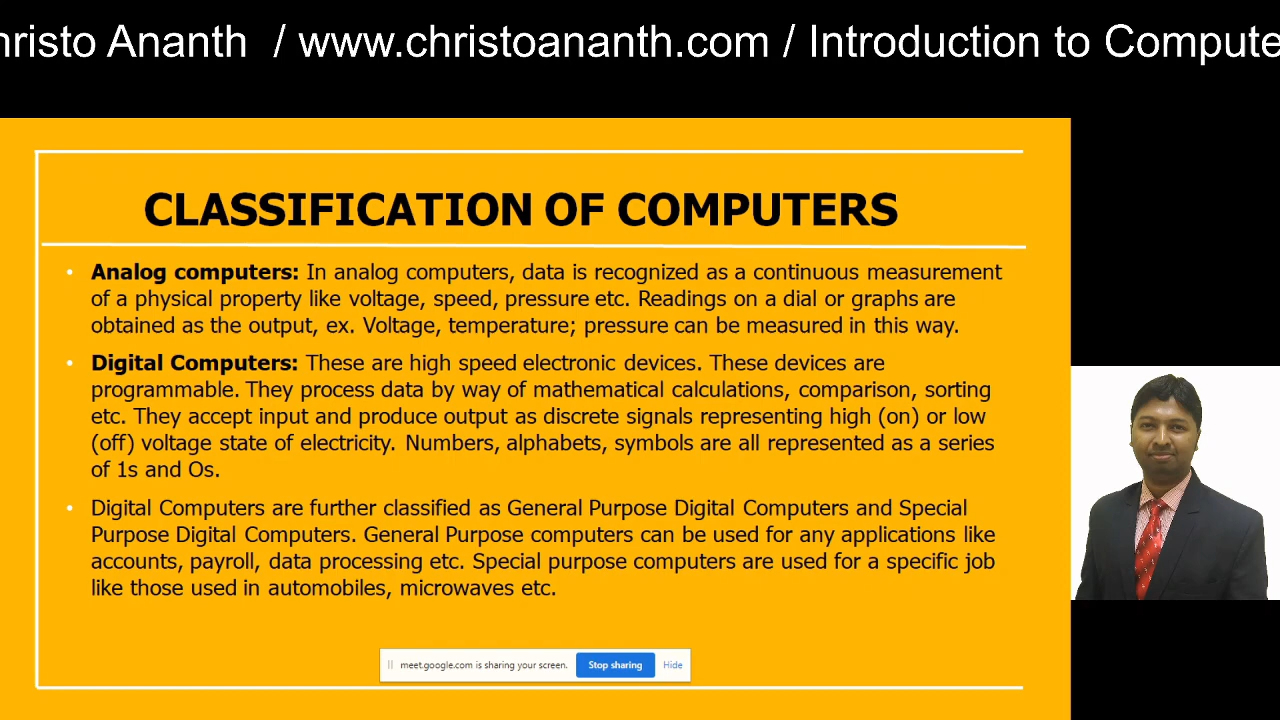 hristo Ananth / www.christoananth.com / Introduction to Compute
CLASSIFICATION OF COMPUTERS
• Analog computers: In analog computers, data is recognized as a continuous measurement
of a physical property like voltage, speed, pressure etc. Readings on a dial or graphs are
obtained as the output, ex. Voltage, temperature; pressure can be measured in this way.
• Digital Computers: These are high speed electronic devices. These devices are
programmable. They process data by way of mathematical calculations, comparison, sorting
etc. They accept input and produce output as discrete signals representing high (on) or low
(off) voltage state of electricity. Numbers, alphabets, symbols are all represented as a series
of 1s and Os.
• Digital Computers are further classified as General Purpose Digital Computers and Special
Purpose Digital Computers. General Purpose computers can be used for any applications like
accounts, payroll, data processing etc. Special purpose computers are used for a specific job
like those used in automobiles, microwaves etc.
meet.google.com is sharing your screen. Stop sharing Hide